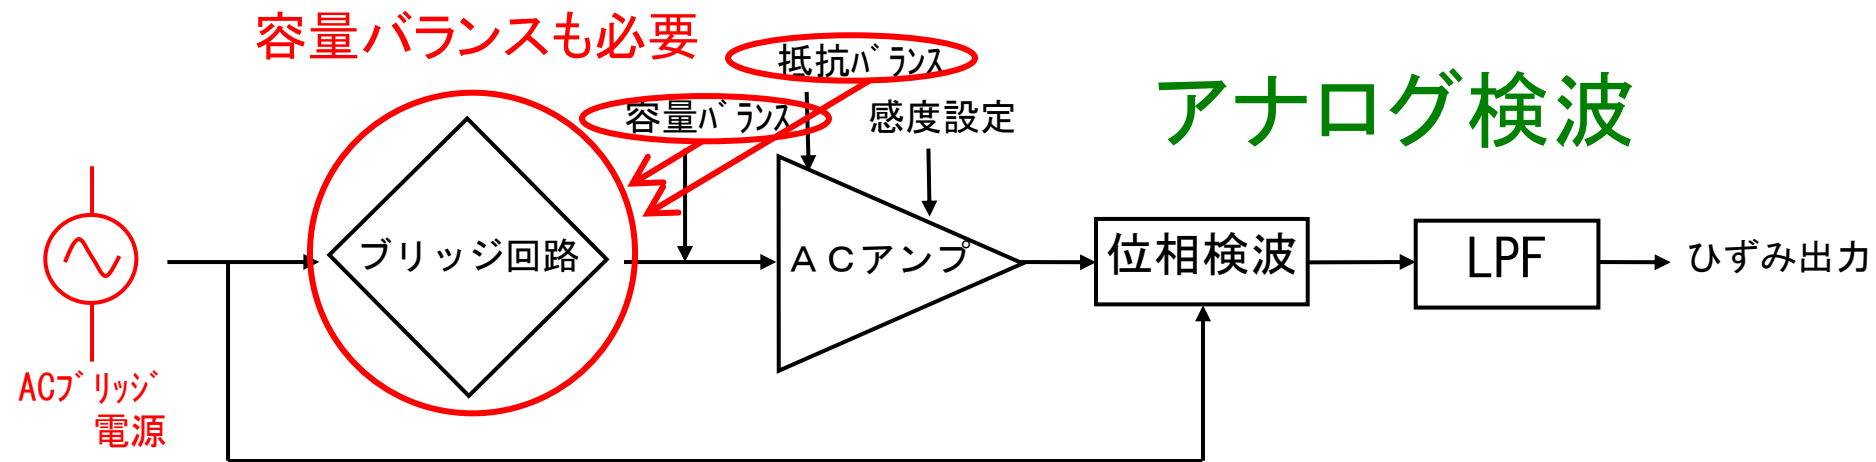 容量バランスも必要
抵抗ﾊﾞﾗﾝｽ
容量ﾊﾞﾗﾝｽ
感度設定
アナログ検波
ブリッジ回路
ＡＣアンプ
位相検波
LPF
ひずみ出力
ACﾌﾞﾘｯｼﾞ
電源